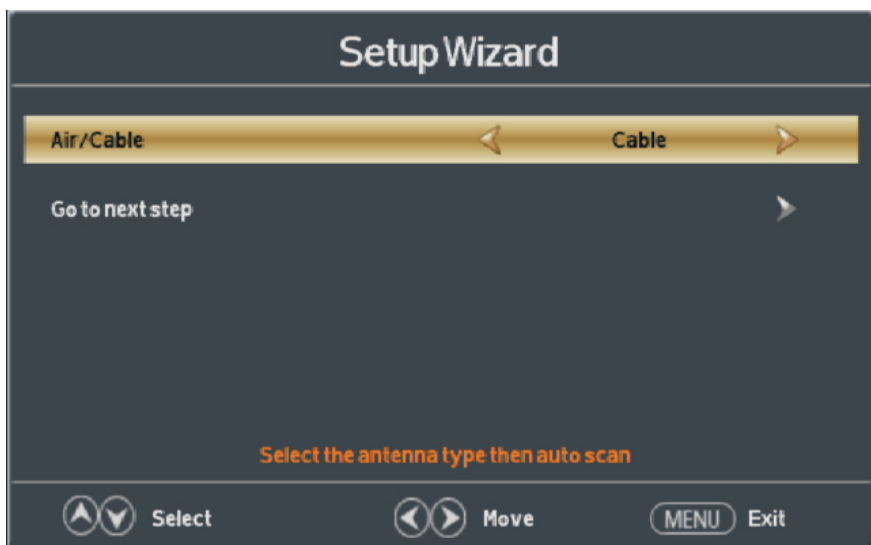 Setup Wizard
Air/Cable Cable
Go to next step
Select the antenna type then auto scan
Select Move MENU Exit